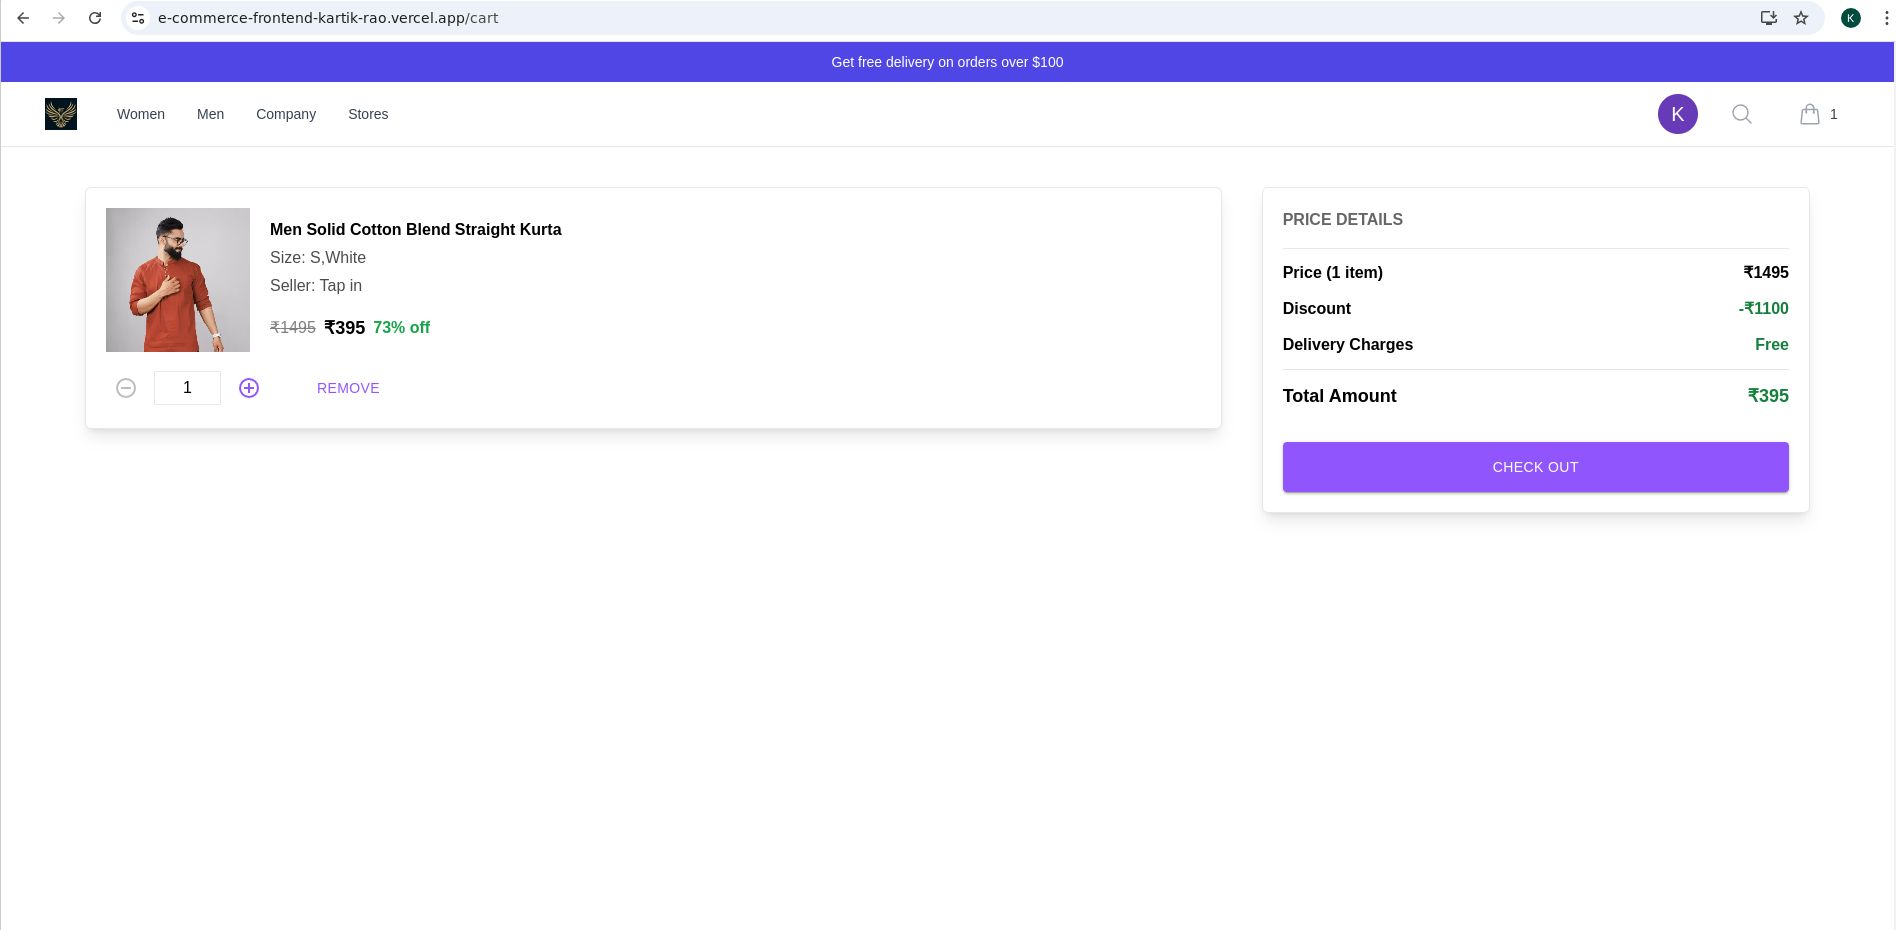 e-commerce-frontend-kartik-rao.vercel.app/cart
K
Get free delivery on orders over $100
Women
Men
Company
Stores
K
1
Men Solid Cotton Blend Straight Kurta
Size: S,White
Seller: Tap in
₹1495 ₹395 73% off
1
REMOVE
PRICE DETAILS
Price (1 item) ₹1495
Discount -₹1100
Delivery Charges Free
Total Amount ₹395
CHECK OUT